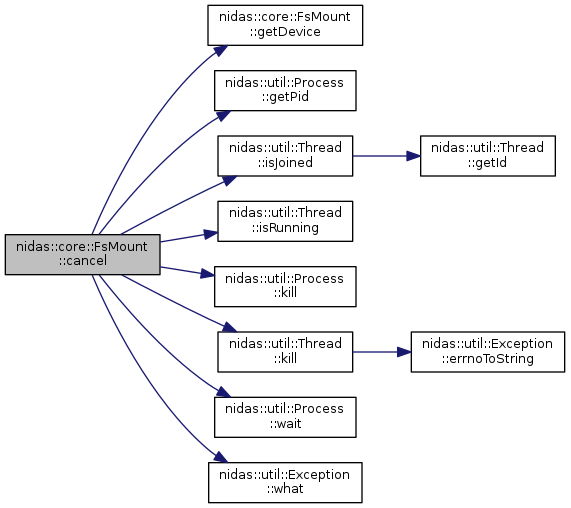 nidas::core::FsMount
::getDevice
nidas::util::Process
::getPid
nidas::util::Thread
::isJoined
nidas::util::Thread
::getId
nidas::util::Thread
::isRunning
nidas::core::FsMount
::cancel
nidas::util::Process
::kill
nidas::util::Thread
::kill
nidas::util::Exception
::errnoToString
nidas::util::Process
::wait
nidas::util::Exception
::what